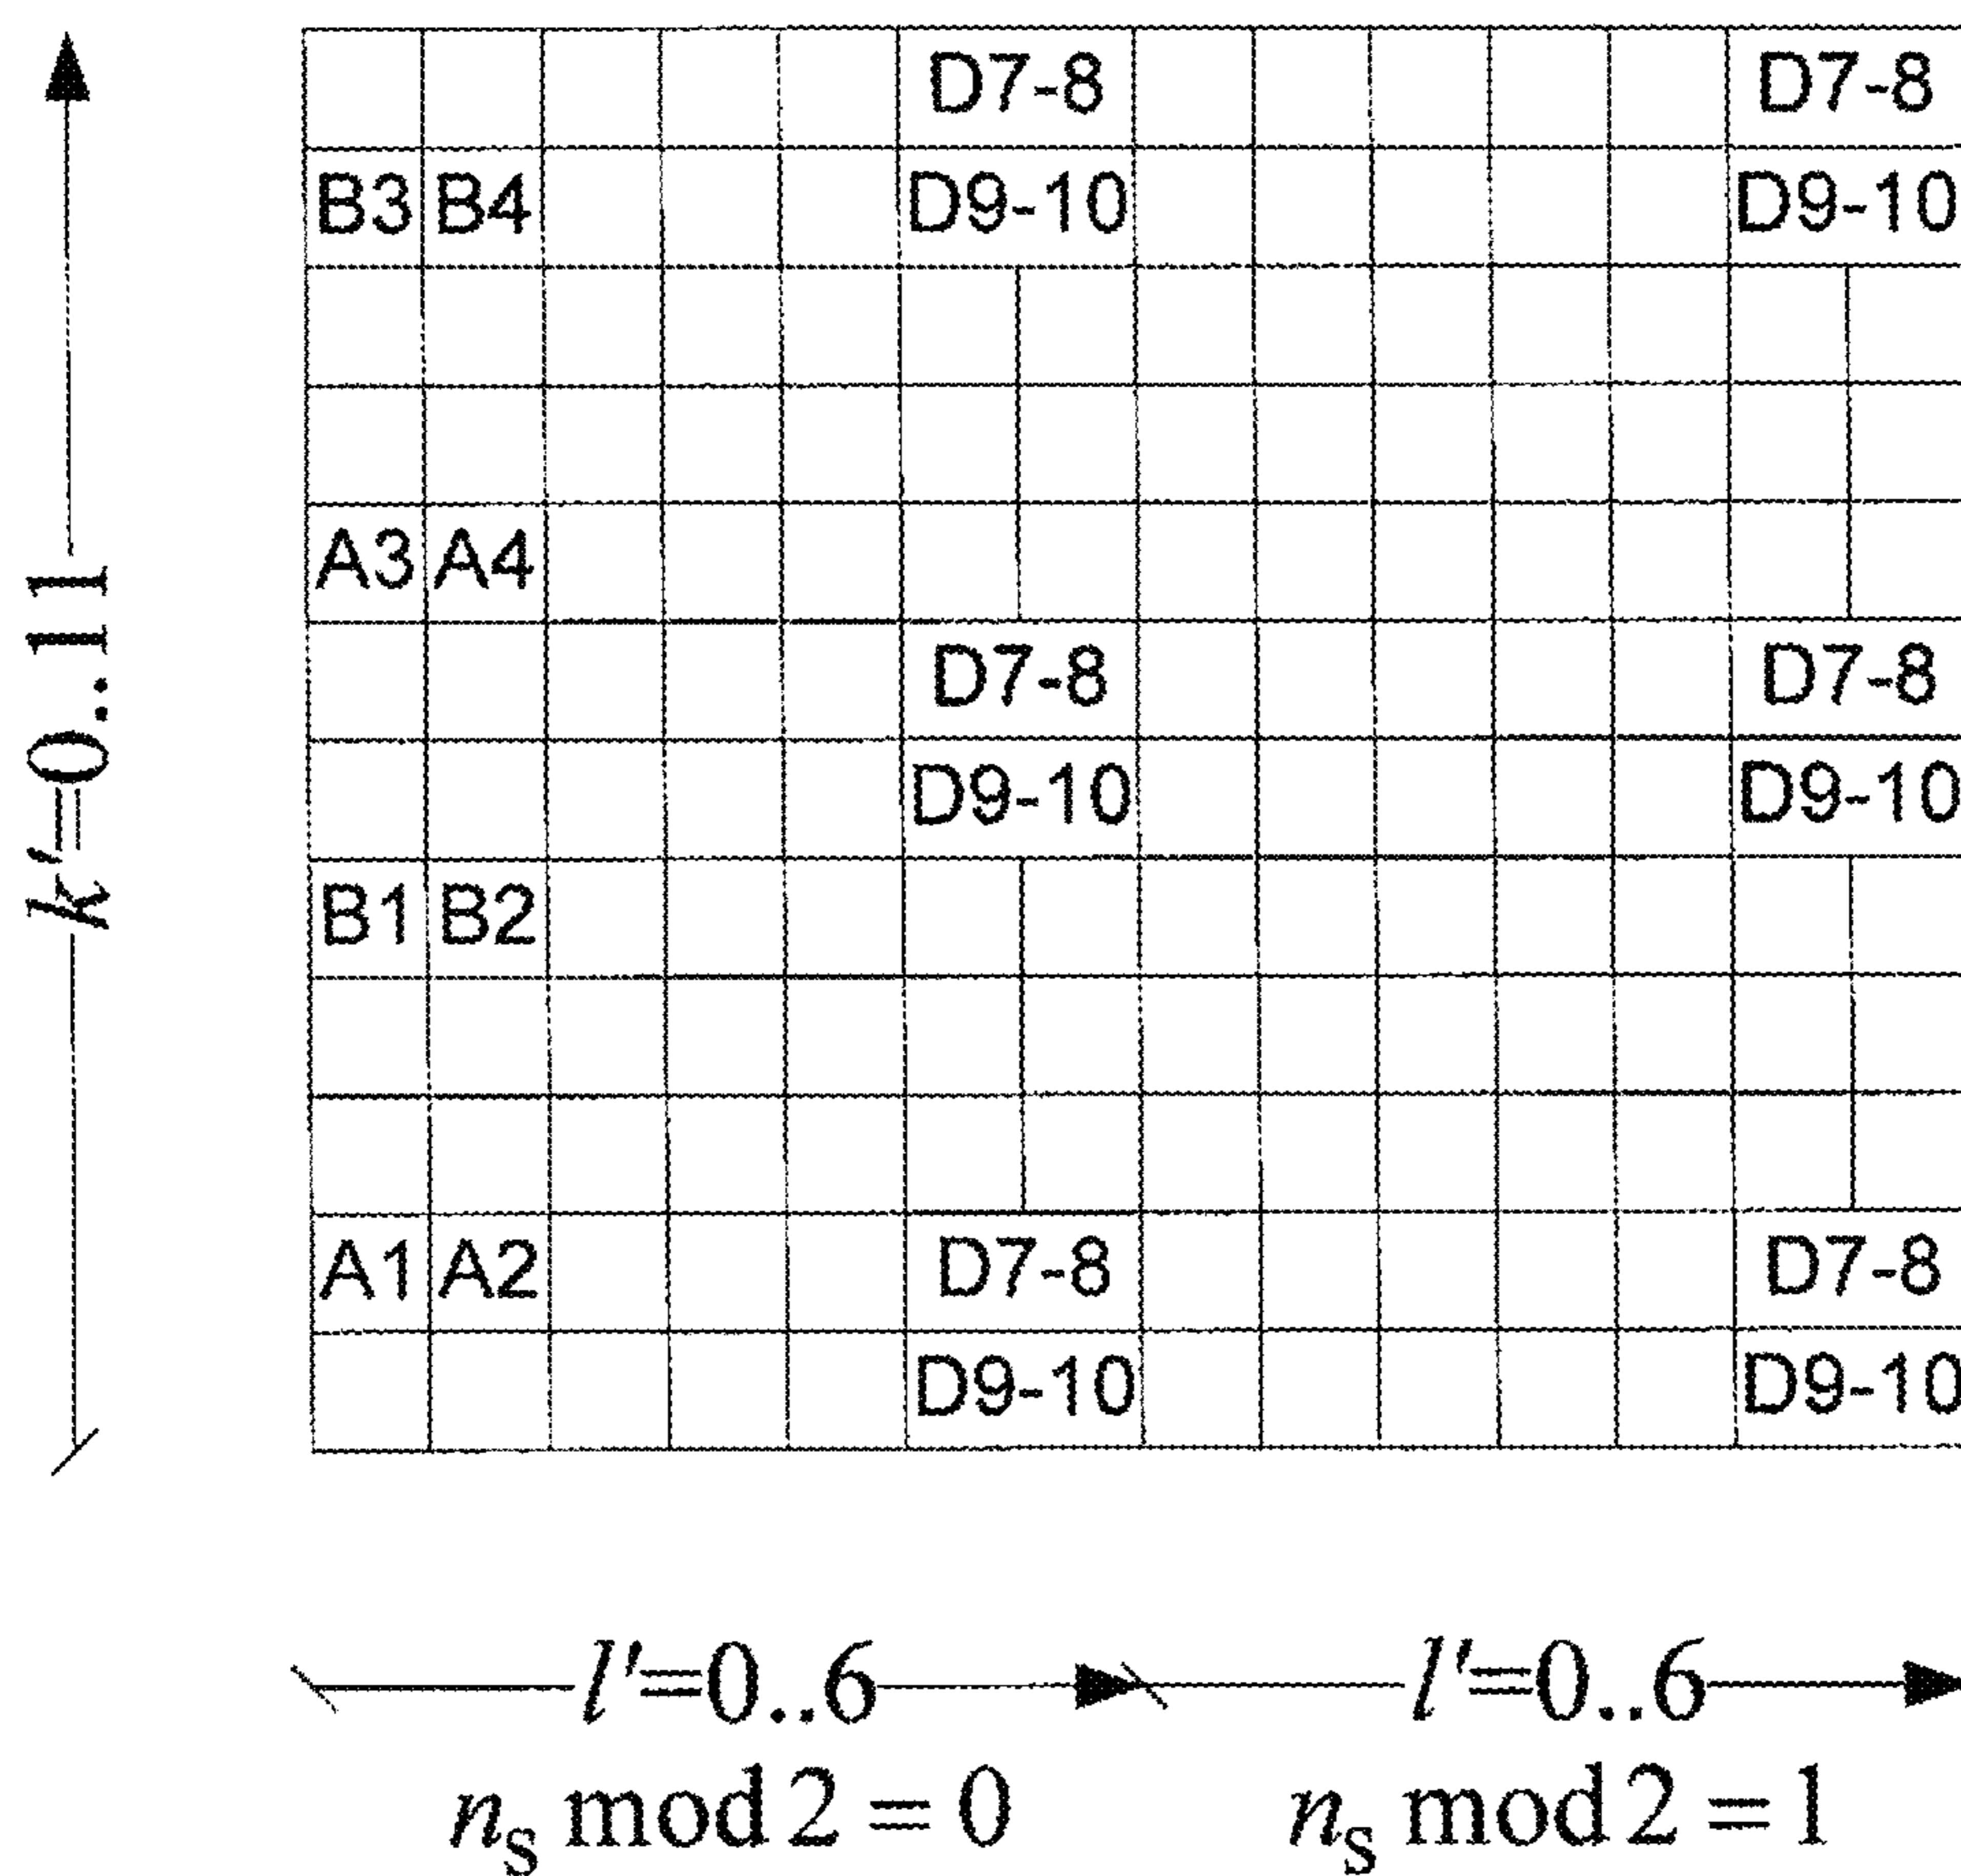 D7-8 D7-8
B3 B4 D9-10 D9-10
A3 A4
D7-8 D7-8
D9-10 D9-10
B1 B2
A1 A2 D7-8 D7-8
D9-10 D9-10
k'=0..11
l'=0..6 l'=0..6
n_s mod 2 = 0 n_s mod 2 = 1